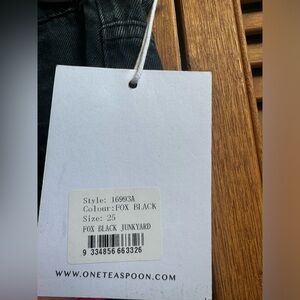 Style: 16993A
Colour:FOX BLACK
Size: 25
FOX BLACK JUNKYARD
9 334856 663326
WWW.ONETEASPOON.COM